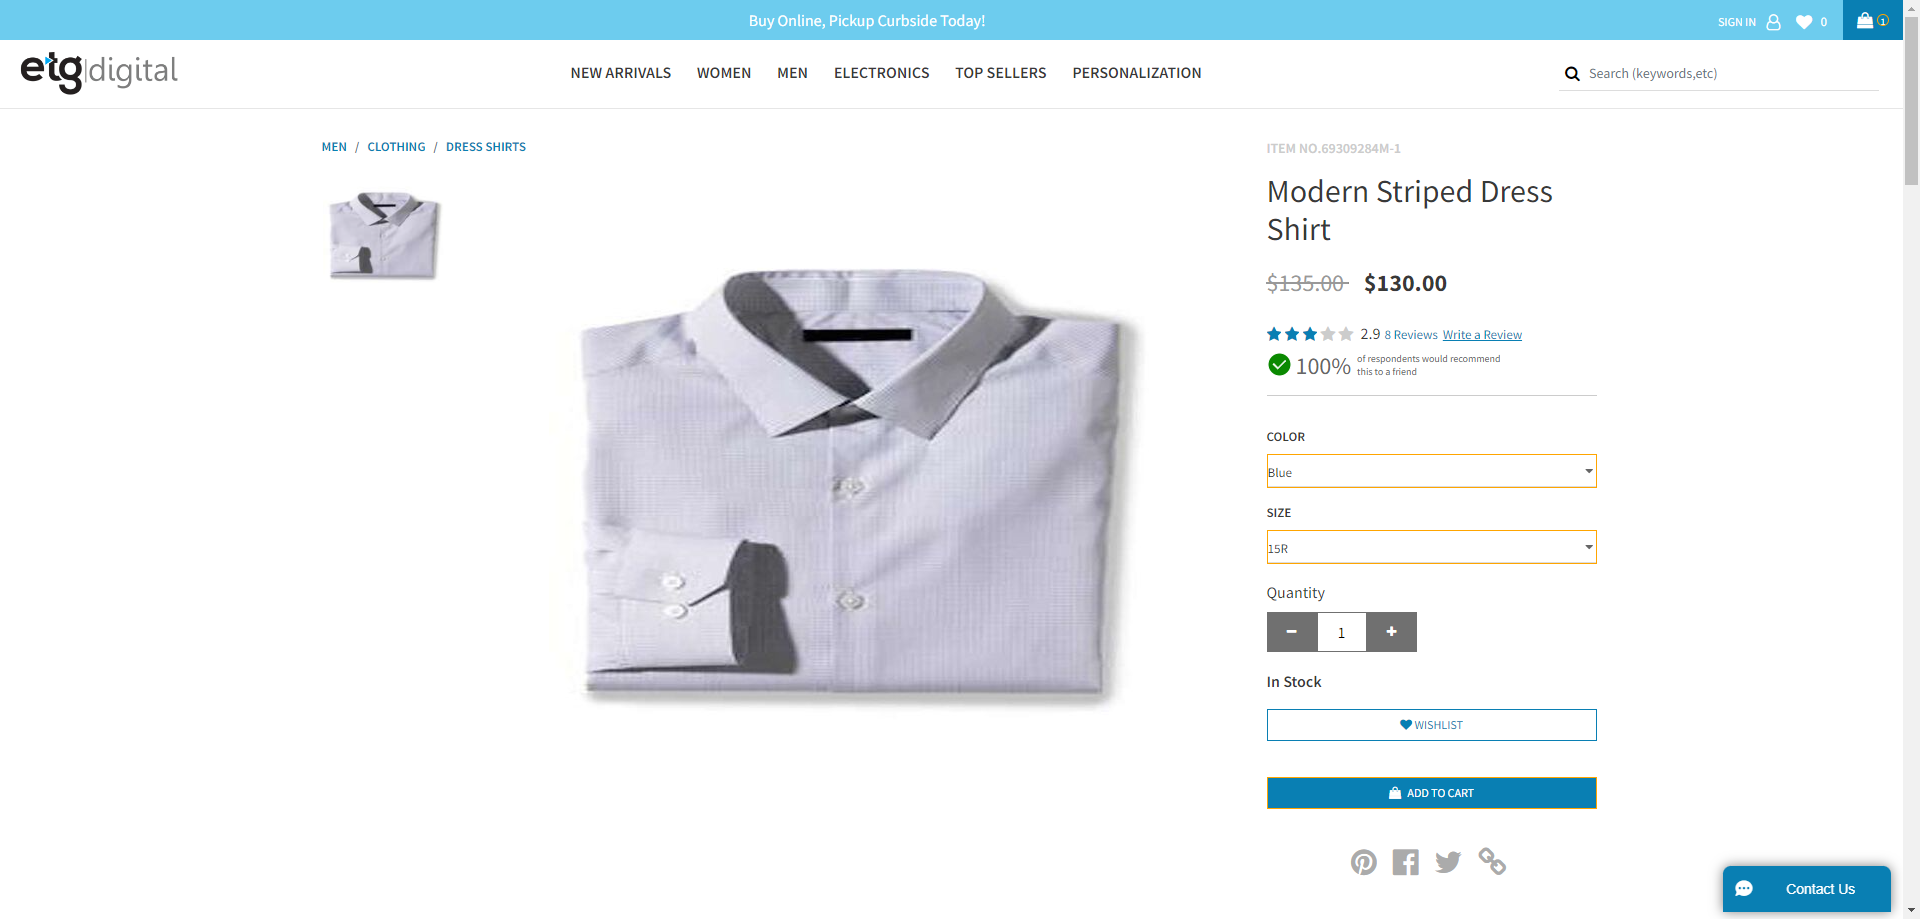 Buy Online, Pickup Curbside Today!
SIGN IN
0
1
etg|digital
NEW ARRIVALS WOMEN MEN ELECTRONICS TOP SELLERS PERSONALIZATION
Search (keywords,etc)
MEN / CLOTHING / DRESS SHIRTS
ITEM NO.69309284M-1
Modern Striped Dress
Shirt
$135.00 $130.00
2.9 8 Reviews Write a Review
100% of respondents would recommend
this to a friend
COLOR
Blue
SIZE
15R
Quantity
− 1 +
In Stock
WISHLIST
ADD TO CART
Contact Us